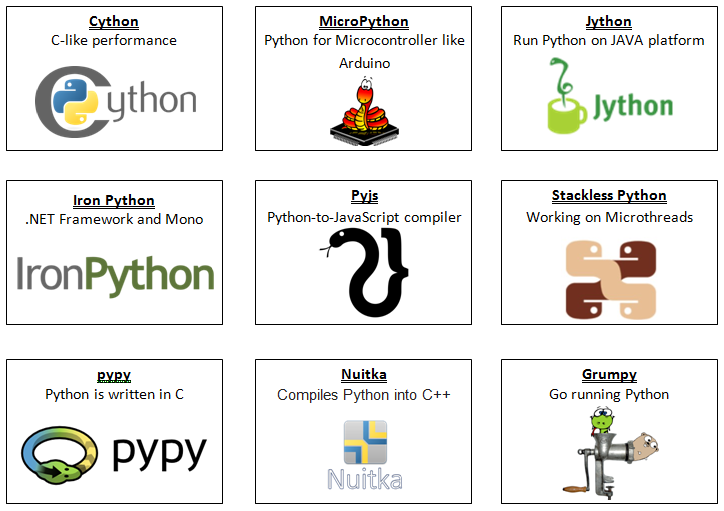 Cython
C-like performance
Cython
MicroPython
Python for Microcontroller like
Arduino
Jython
Run Python on JAVA platform
Jython
Iron Python
.NET Framework and Mono
IronPython
Pyjs
Python-to-JavaScript compiler
Stackless Python
Working on Microthreads
pypy
Python is written in C
pypy
Nuitka
Compiles Python into C++
Nuitka
Grumpy
Go running Python